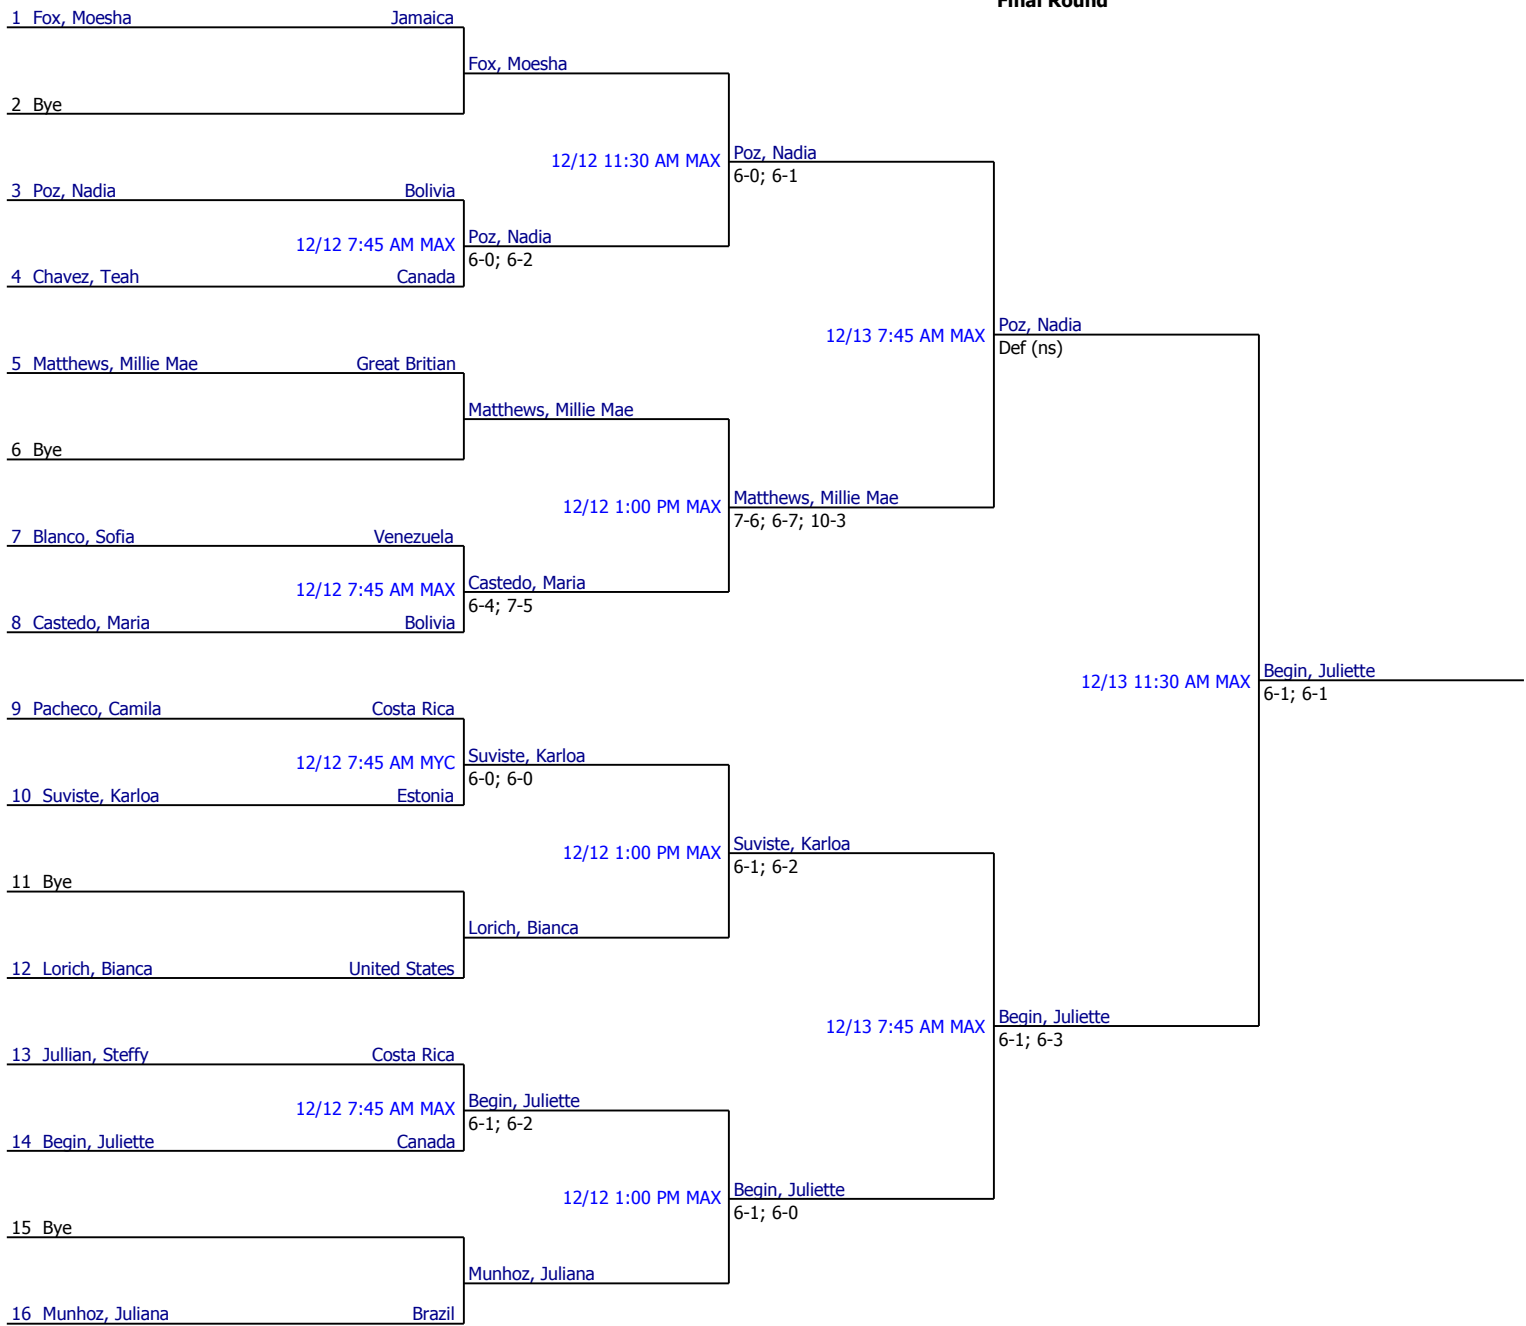 Final Round
1 Fox, Moesha Jamaica
Fox, Moesha
2 Bye
12/12 11:30 AM MAX Poz, Nadia
6-0; 6-1
3 Poz, Nadia Bolivia
12/12 7:45 AM MAX Poz, Nadia
6-0; 6-2
4 Chavez, Teah Canada
12/13 7:45 AM MAX Poz, Nadia
Def (ns)
5 Matthews, Millie Mae Great Britian
Matthews, Millie Mae
6 Bye
12/12 1:00 PM MAX Matthews, Millie Mae
7-6; 6-7; 10-3
7 Blanco, Sofia Venezuela
12/12 7:45 AM MAX Castedo, Maria
6-4; 7-5
8 Castedo, Maria Bolivia
12/13 11:30 AM MAX Begin, Juliette
6-1; 6-1
9 Pacheco, Camila Costa Rica
12/12 7:45 AM MYC Suviste, Karloa
6-0; 6-0
10 Suviste, Karloa Estonia
12/12 1:00 PM MAX Suviste, Karloa
6-1; 6-2
11 Bye
Lorich, Bianca
12 Lorich, Bianca United States
12/13 7:45 AM MAX Begin, Juliette
6-1; 6-3
13 Jullian, Steffy Costa Rica
12/12 7:45 AM MAX Begin, Juliette
6-1; 6-2
14 Begin, Juliette Canada
12/12 1:00 PM MAX Begin, Juliette
6-1; 6-0
15 Bye
Munhoz, Juliana
16 Munhoz, Juliana Brazil